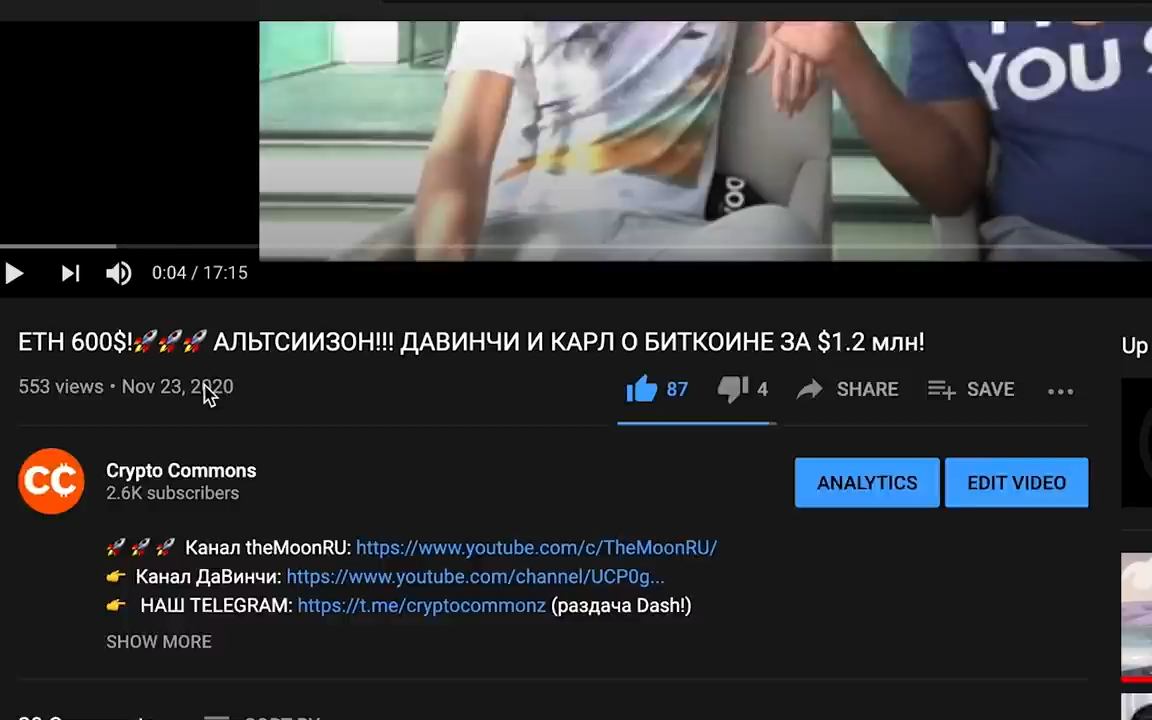 YOU
YOO
0:04 / 17:15
ETH 600$!🚀🚀🚀 АЛЬТСИИЗОН!!! ДАВИНЧИ И КАРЛ О БИТКОИНЕ ЗА $1.2 млн!
553 views • Nov 23, 2020
87
4
SHARE
SAVE
Up
CC
Crypto Commons
2.6K subscribers
ANALYTICS
EDIT VIDEO
🚀 🚀 🚀 Канал theMoonRU: https://www.youtube.com/c/TheMoonRU/
👉 Канал ДаВинчи: https://www.youtube.com/channel/UCP0g...
👉 НАШ TELEGRAM: https://t.me/cryptocommonz (раздача Dash!)
SHOW MORE